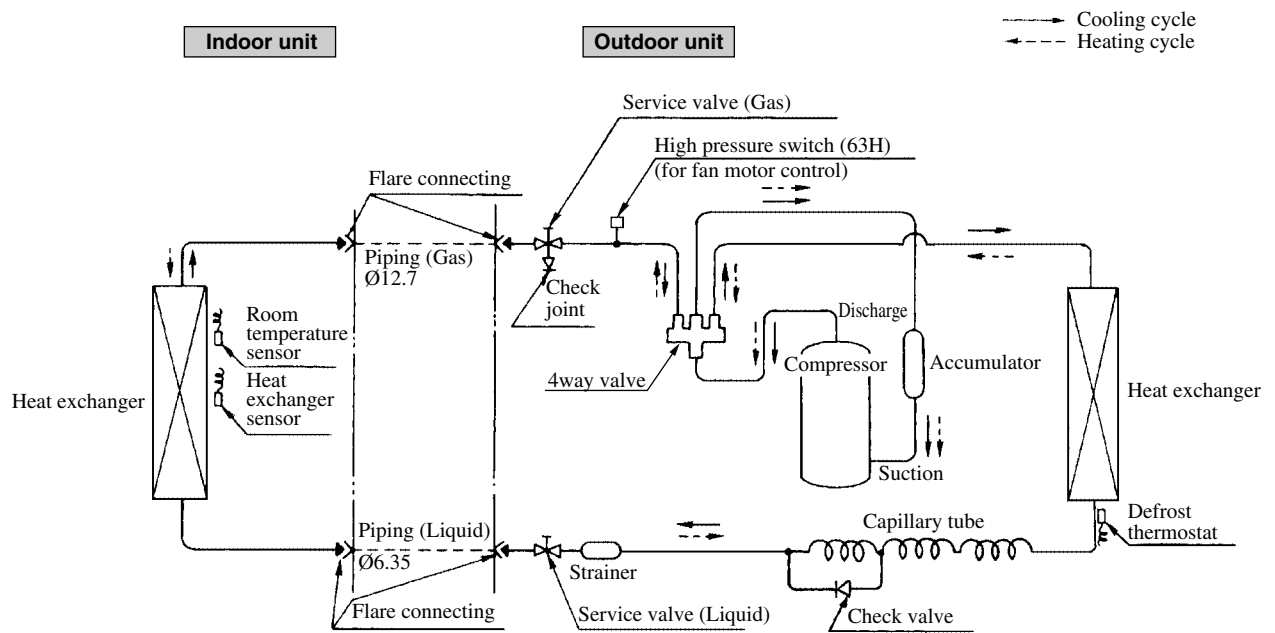 Cooling cycle
Heating cycle
Indoor unit
Outdoor unit
Service valve (Gas)
High pressure switch (63H)
(for fan motor control)
Flare connecting
Piping (Gas)
Ø12.7
Check
joint
Room
temperature
sensor
Heat
exchanger
sensor
Heat exchanger
4way valve
Discharge
Compressor
Accumulator
Suction
Heat exchanger
Defrost
thermostat
Capillary tube
Check valve
Piping (Liquid)
Ø6.35
Strainer
Flare connecting
Service valve (Liquid)